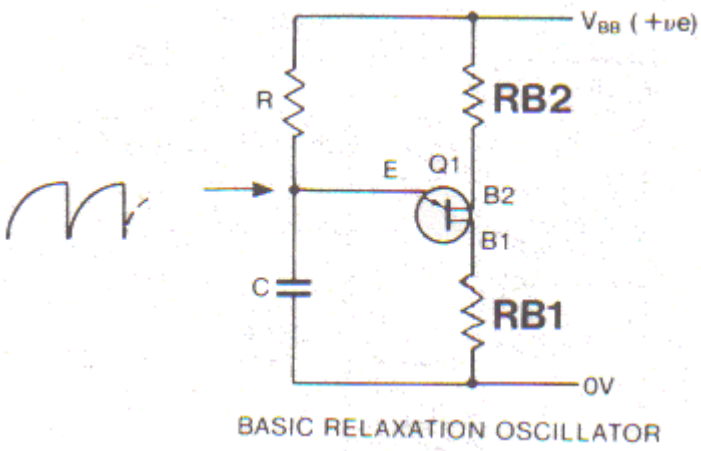 V_BB (+ve)
R
RB2
E
Q1
B2
B1
C
RB1
0V
BASIC RELAXATION OSCILLATOR